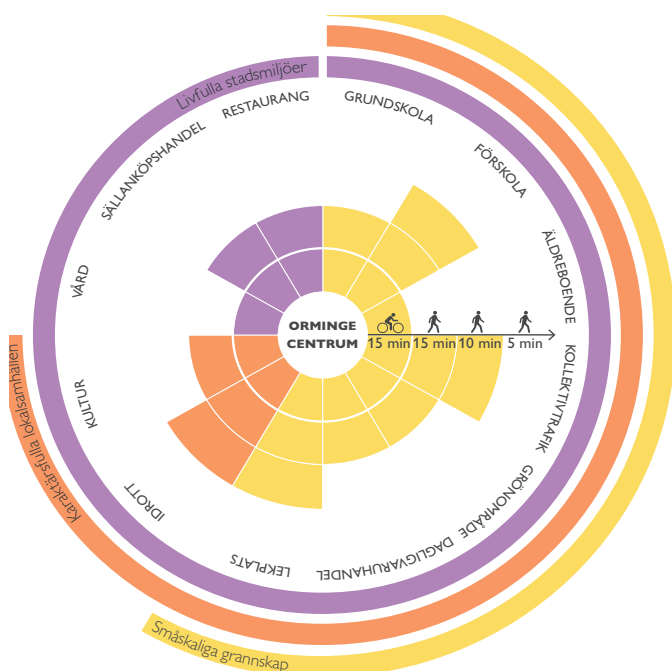 Livfulla stadsmiljöer
RESTAURANG
GRUNDSKOLA
SÄLLANKÖPSHANDEL
FÖRSKOLA
VÅRD
ÄLDREBOENDE
ORMINGE
CENTRUM
15 min
15 min
10 min
5 min
KOLLEKTIVTRAFIK
KULTUR
Karaktärsfulla lokalsamhällen
GRÖNOMRÅDE
IDROTT
DAGLIGVARUHANDEL
LEKPLATS
Småskaliga grannskap